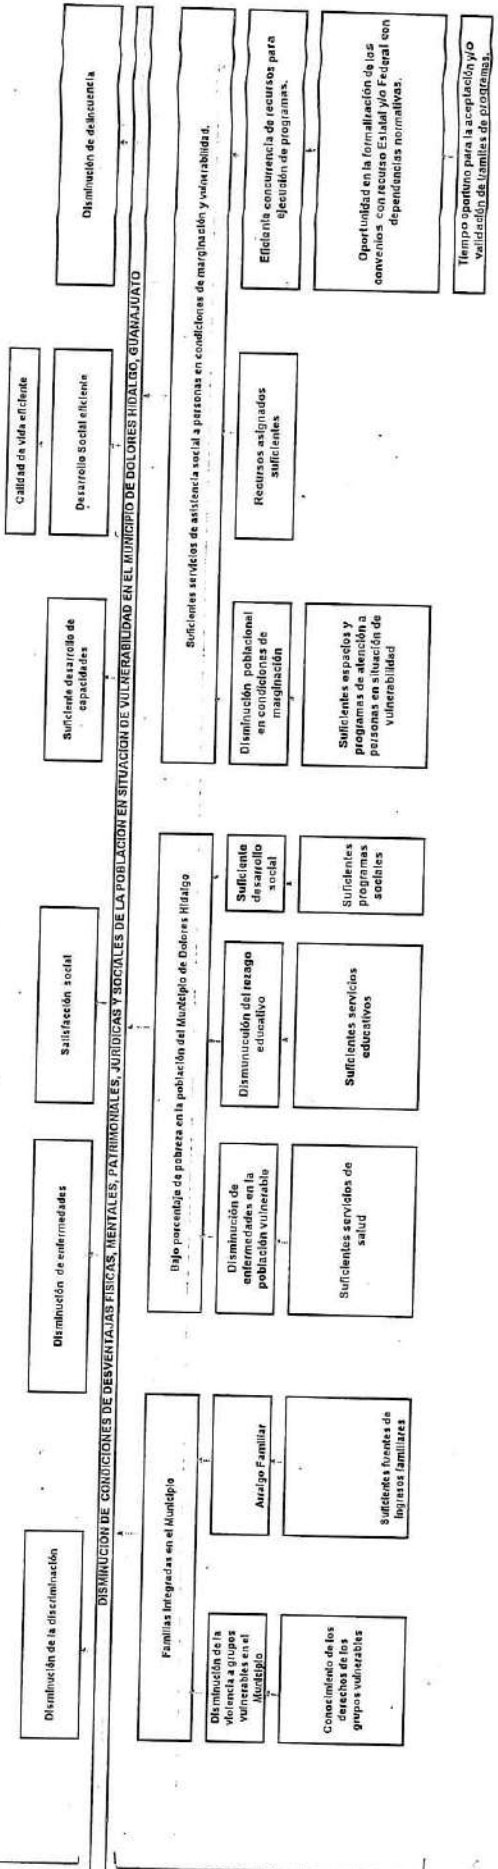 Calidad de vida eficiente
Disminución de la discriminación
Disminución de enfermedades
Satisfacción social
Suficiente desarrollo de
capacidades
Desarrollo Social eficiente
Disminución de delincuencia
DISMINUCIÓN DE CONDICIONES DE DESVENTAJAS FISICAS, MENTALES, PATRIMONIALES, JURÍDICAS Y SOCIALES DE LA POBLACIÓN EN SITUACION DE VULNERABILIDAD EN EL MUNICIPIO DE DOLORES HIDALGO, GUANAJUATO
Familias Integradas en el Municipio
Bajo porcentaje de pobreza en la población del Municipio de Dolores Hidalgo
Suficientes servicios de asistencia social a personas en condiciones de marginación y vulnerabilidad.
Disminución de la
violencia a grupos
vulnerables en el
Municipio
Arraigo Familiar
Disminución de
enfermedades en la
población vulnerable
Dismunución del rezago
educativo
Suficiente
desarrollo
social
Disminución poblacional
en condiciones de
marginación
Recursos asignados
suficientes
Eficiente concurrencia de recursos para
ejecución de programas.
Conocimiento de los
derechos de los
grupos vulnerables
Suficientes fuentes de
Ingresos familiares
Suficientes servicios de
salud
Suficientes servicios
educativos
Suficientes
programas
sociales
Suficientes espacios y
programas de atención a
personas en situación de
vulnerabilidad
Oportunidad en la formalización de los
convenios con recurso Estatal y/o Federal con
dependencias normativas.
Tiempo oportuno para la aceptación y/o
validación de tramites de programas.